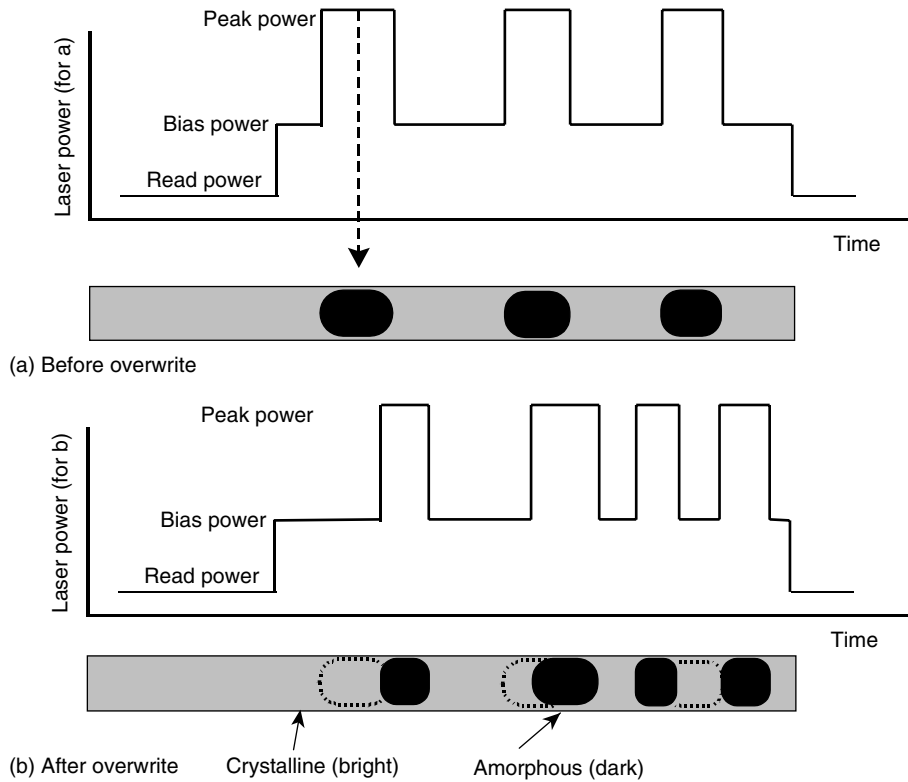 Peak power
Laser power (for a)
Bias power
Read power
Time
(a) Before overwrite
Peak power
Laser power (for b)
Bias power
Read power
Time
(b) After overwrite
Crystalline (bright)
Amorphous (dark)